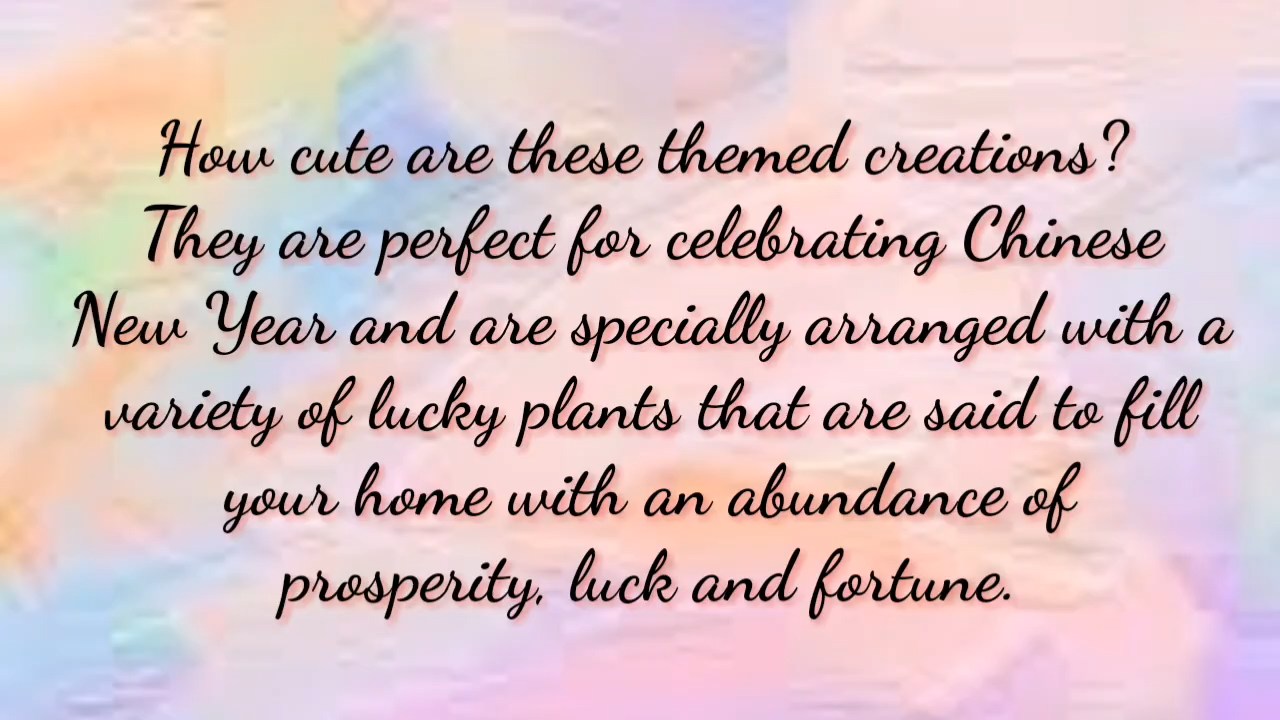 How cute are these themed creations?
They are perfect for celebrating Chinese
New Year and are specially arranged with a
variety of lucky plants that are said to fill
your home with an abundance of
prosperity, luck and fortune.